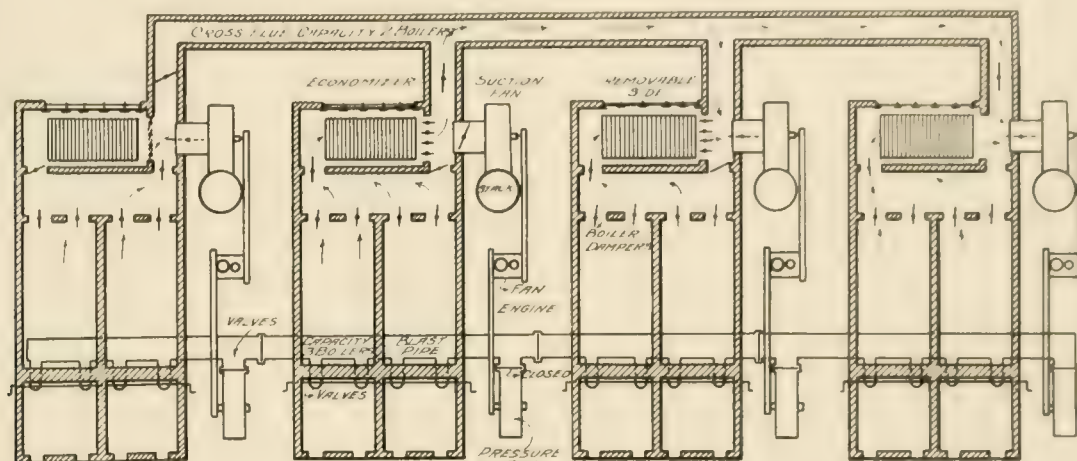 CROSS FLUE CAPACITY 2 BOILERS
ECONOMIZER
SUCTION
FAN
REMOVABLE
STACK
BOILER
DAMPERS
FAN
ENGINE
VALVES
CAPACITY
3 BOILERS
BLAST
PIPE
CLOSED
VALVES
PRESSURE